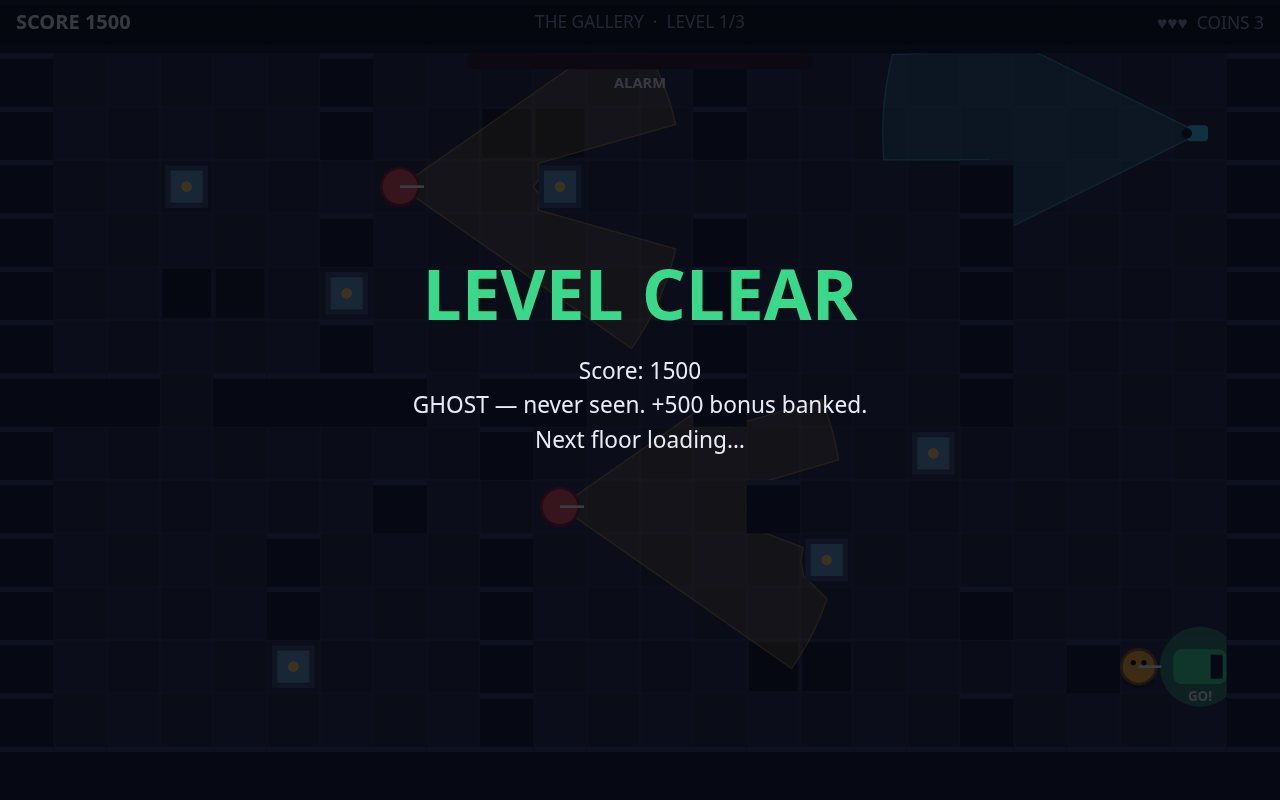 SCORE 1500
THE GALLERY · LEVEL 1/3
♥♥♥ COINS 3
ALARM
LEVEL CLEAR
Score: 1500
GHOST — never seen. +500 bonus banked.
Next floor loading...
GO!